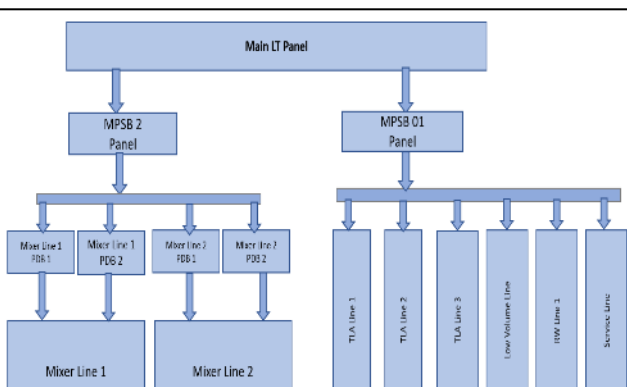 Main LT Panel
MPSB 2
Panel
MPSB 01
Panel
Mixer Line 1
PDB 1
Mixer Line 1
PDB 2
Mixer Line 2
PDB 1
Mixer Line 2
PDB 2
Mixer Line 1
Mixer Line 2
TLA Line 1
TLA Line 2
TLA Line 3
Low Volume Line
RW Line 1
Service Line